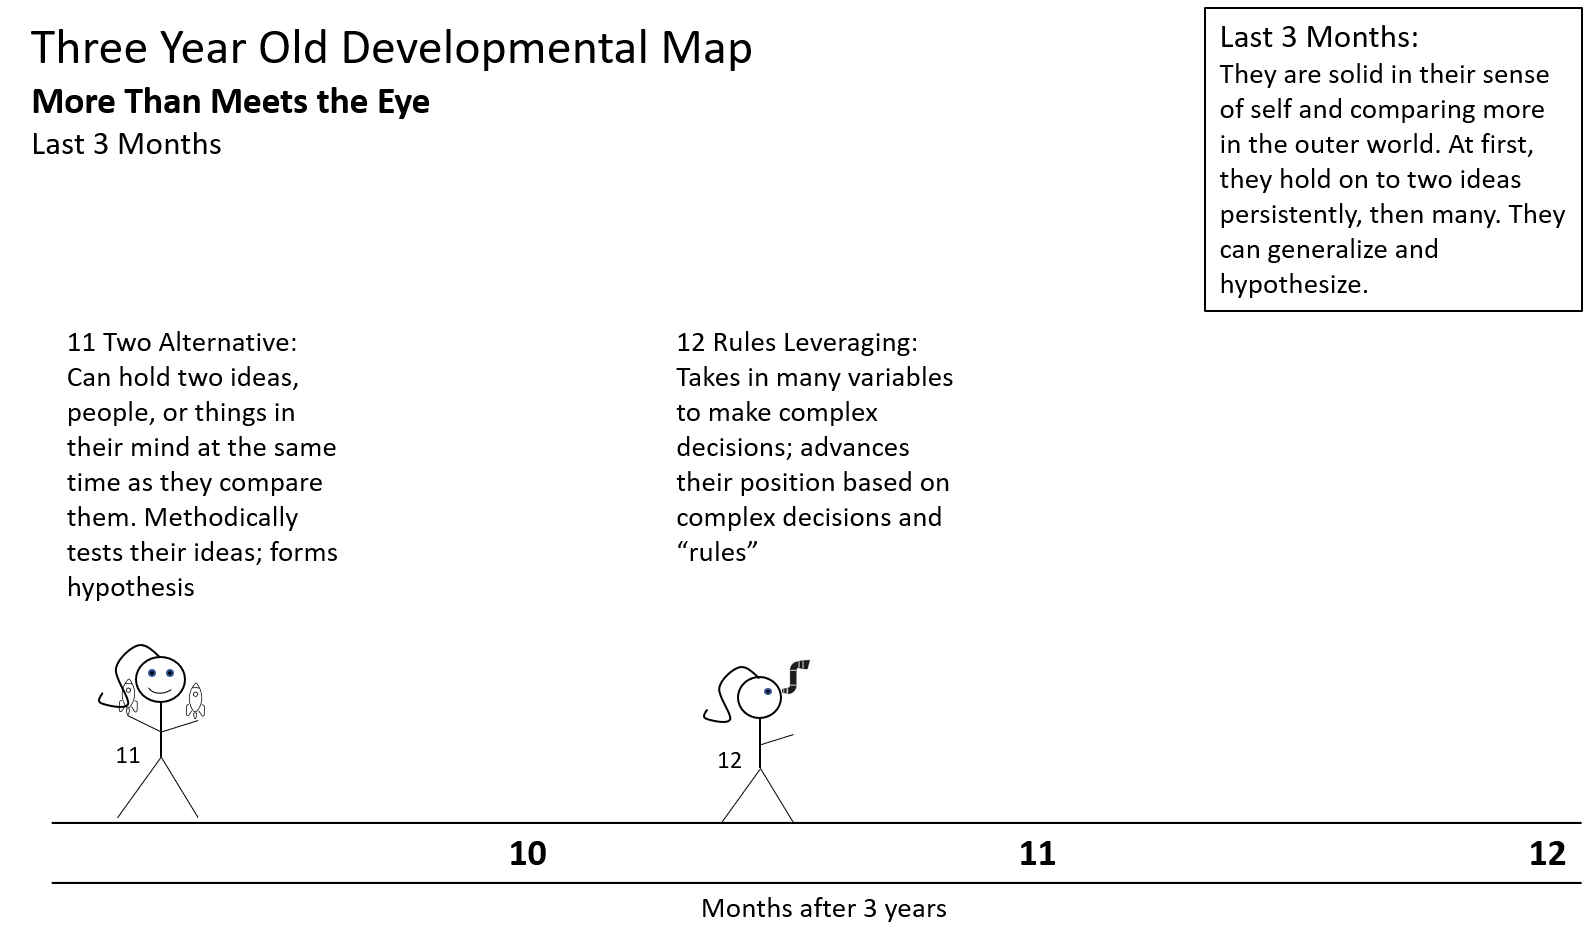 Three Year Old Developmental Map
More Than Meets the Eye
Last 3 Months
Last 3 Months:
They are solid in their sense
of self and comparing more
in the outer world. At first,
they hold on to two ideas
persistently, then many. They
can generalize and
hypothesize.
11 Two Alternative:
Can hold two ideas,
people, or things in
their mind at the same
time as they compare
them. Methodically
tests their ideas; forms
hypothesis
12 Rules Leveraging:
Takes in many variables
to make complex
decisions; advances
their position based on
complex decisions and
“rules”
11
12
10
11
12
Months after 3 years